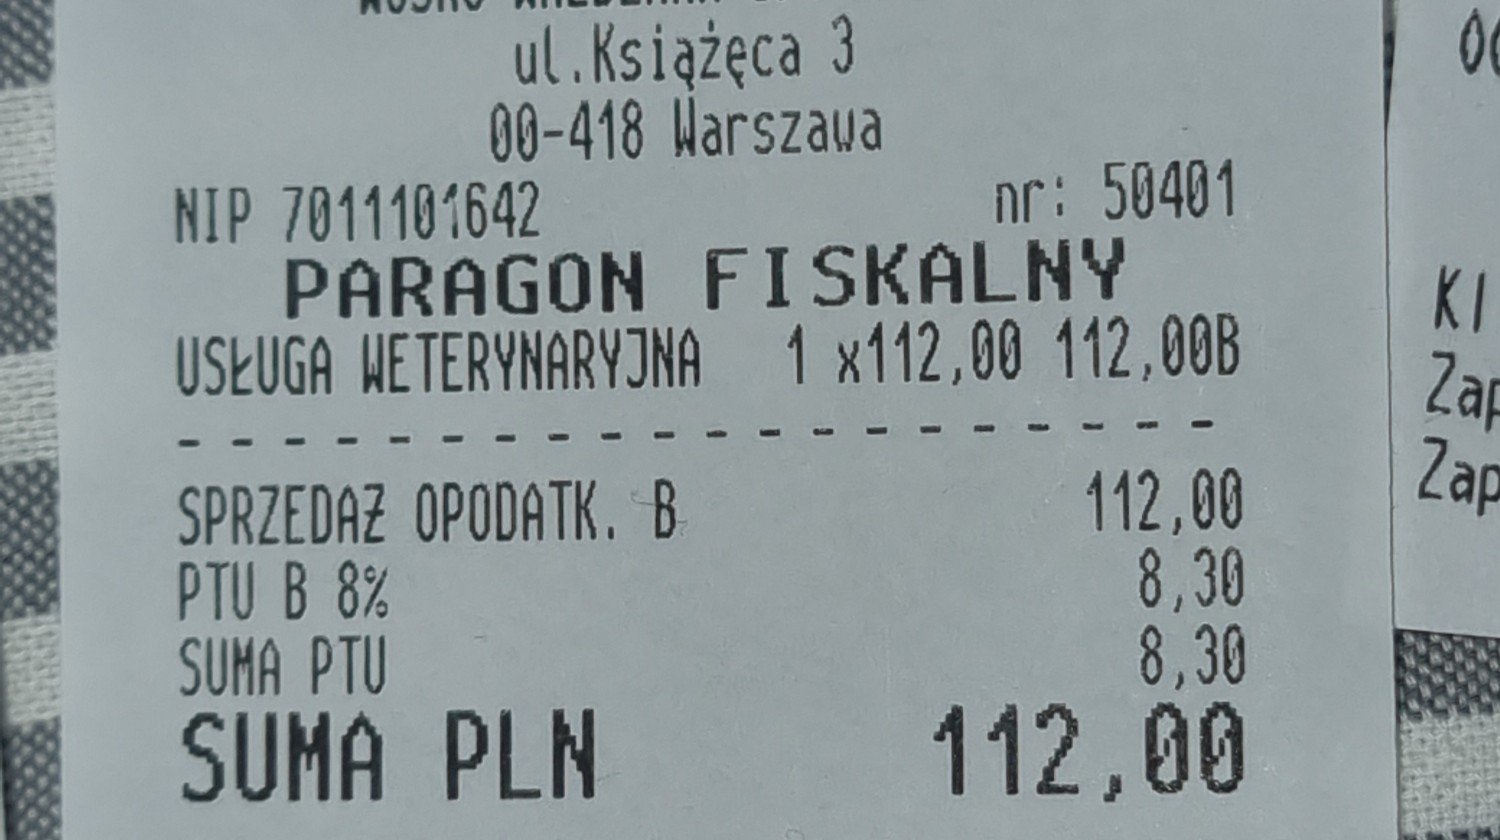 ul.Książęca 3
00-418 Warszawa
NIP 7011101642 nr: 50401
PARAGON FISKALNY
USŁUGA WETERYNARYJNA 1 x112,00 112,00B
- - - - - - - - - - - - - - - - - - - -
SPRZEDAŻ OPODATK. B 112,00
PTU B 8% 8,30
SUMA PTU 8,30
SUMA PLN 112,00